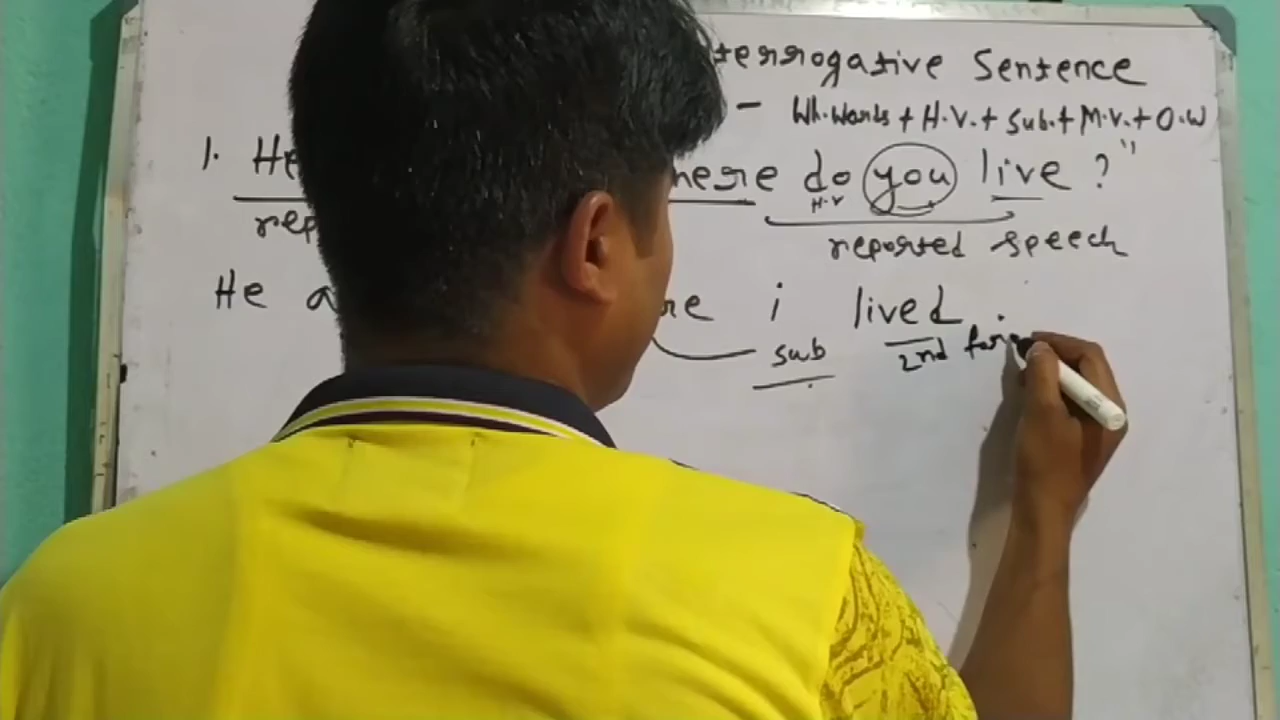 terrogative Sentence
- Wh.Words + H.V. + Sub. + M.V. + O.W
1. He here do you live ?"
H.V
rep reported speech
He a re i lived .
sub 2nd for